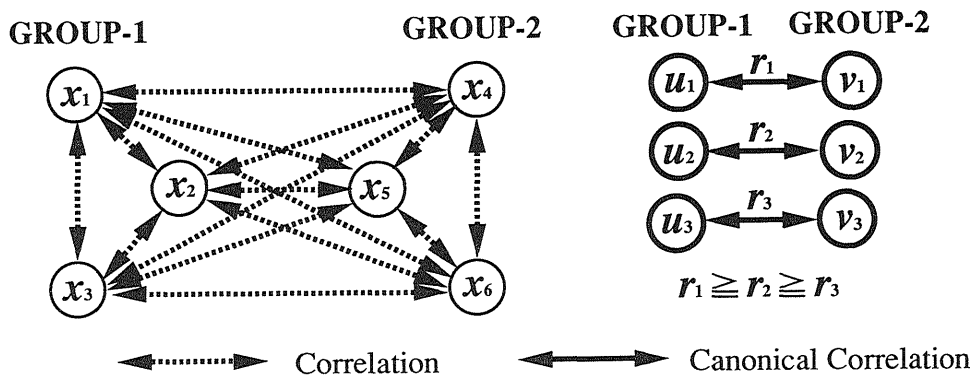 GROUP-1 GROUP-2 GROUP-1 GROUP-2
x1 x4 u1 r1 v1
x2 x5 u2 r2 v2
x3 x6 u3 r3 v3
r1 ≧ r2 ≧ r3
Correlation Canonical Correlation